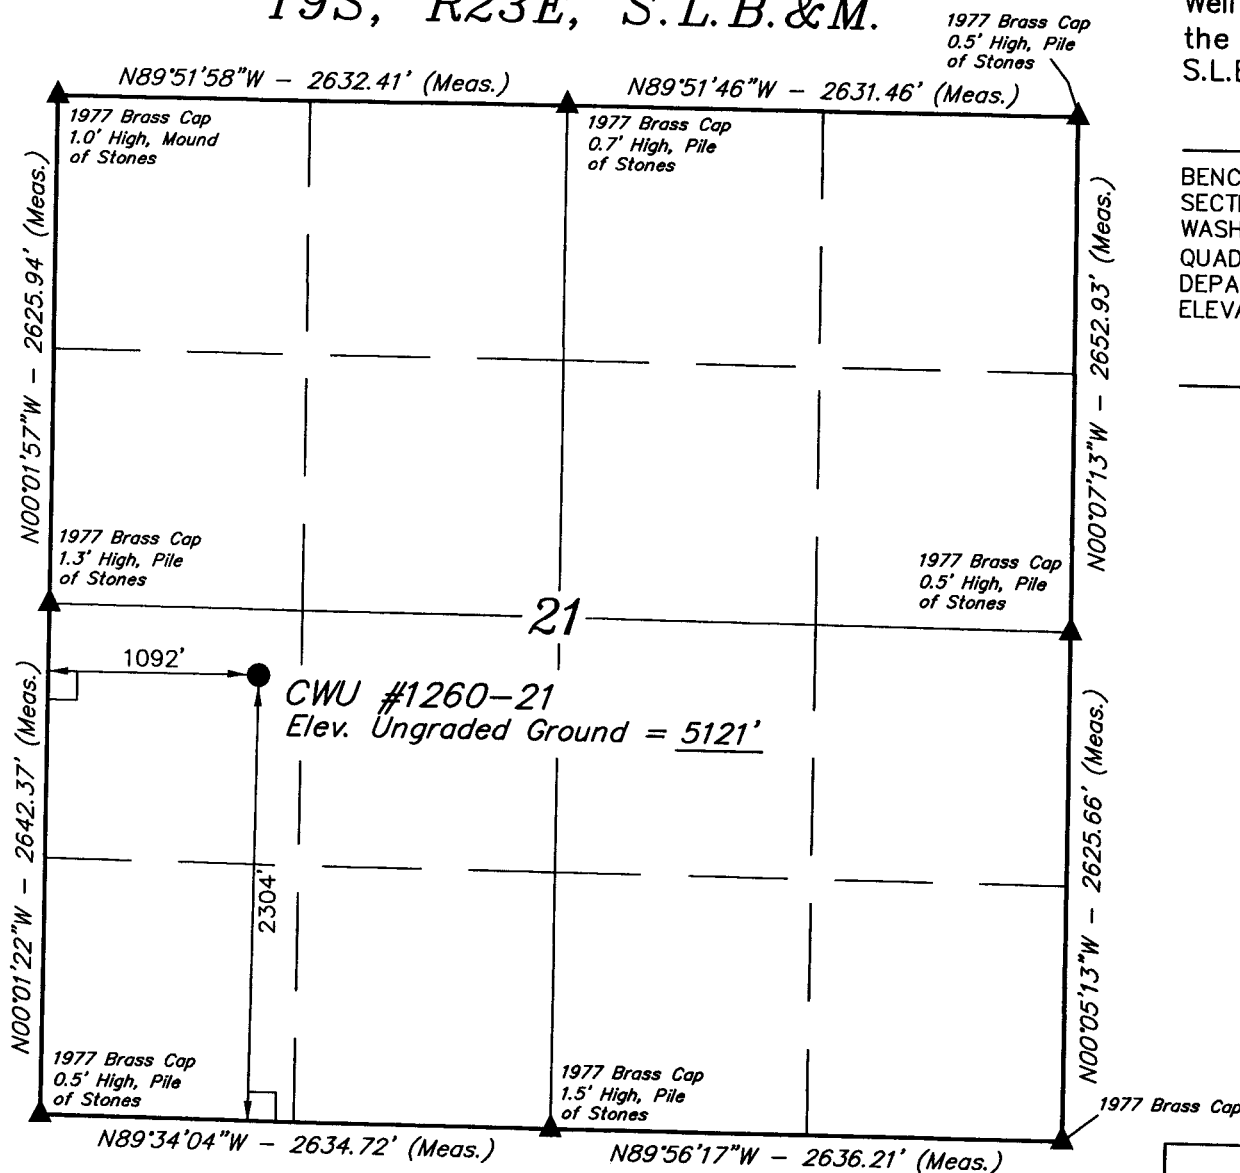 T9S, R23E, S.L.B.&M.
1977 Brass Cap
0.5' High, Pile
of Stones
the
N89°51'58"W - 2632.41' (Meas.)
N89°51'46"W - 2631.46' (Meas.)
1977 Brass Cap
1.0' High, Mound
of Stones
1977 Brass Cap
0.7' High, Pile
of Stones
N00°01'57"W - 2625.94' (Meas.)
N00°07'13"W - 2652.93' (Meas.)
1977 Brass Cap
1.3' High, Pile
of Stones
1977 Brass Cap
0.5' High, Pile
of Stones
21
1092'
CWU #1260-21
Elev. Ungraded Ground = 5121'
2304'
N00°01'22"W - 2642.37' (Meas.)
N00°05'13"W - 2625.66' (Meas.)
1977 Brass Cap
0.5' High, Pile
of Stones
1977 Brass Cap
1.5' High, Pile
of Stones
1977 Brass Cap
N89°34'04"W - 2634.72' (Meas.)
N89°56'17"W - 2636.21' (Meas.)
S.L.B
BENC
SECTI
WASH
QUAD
DEPA
ELEVA